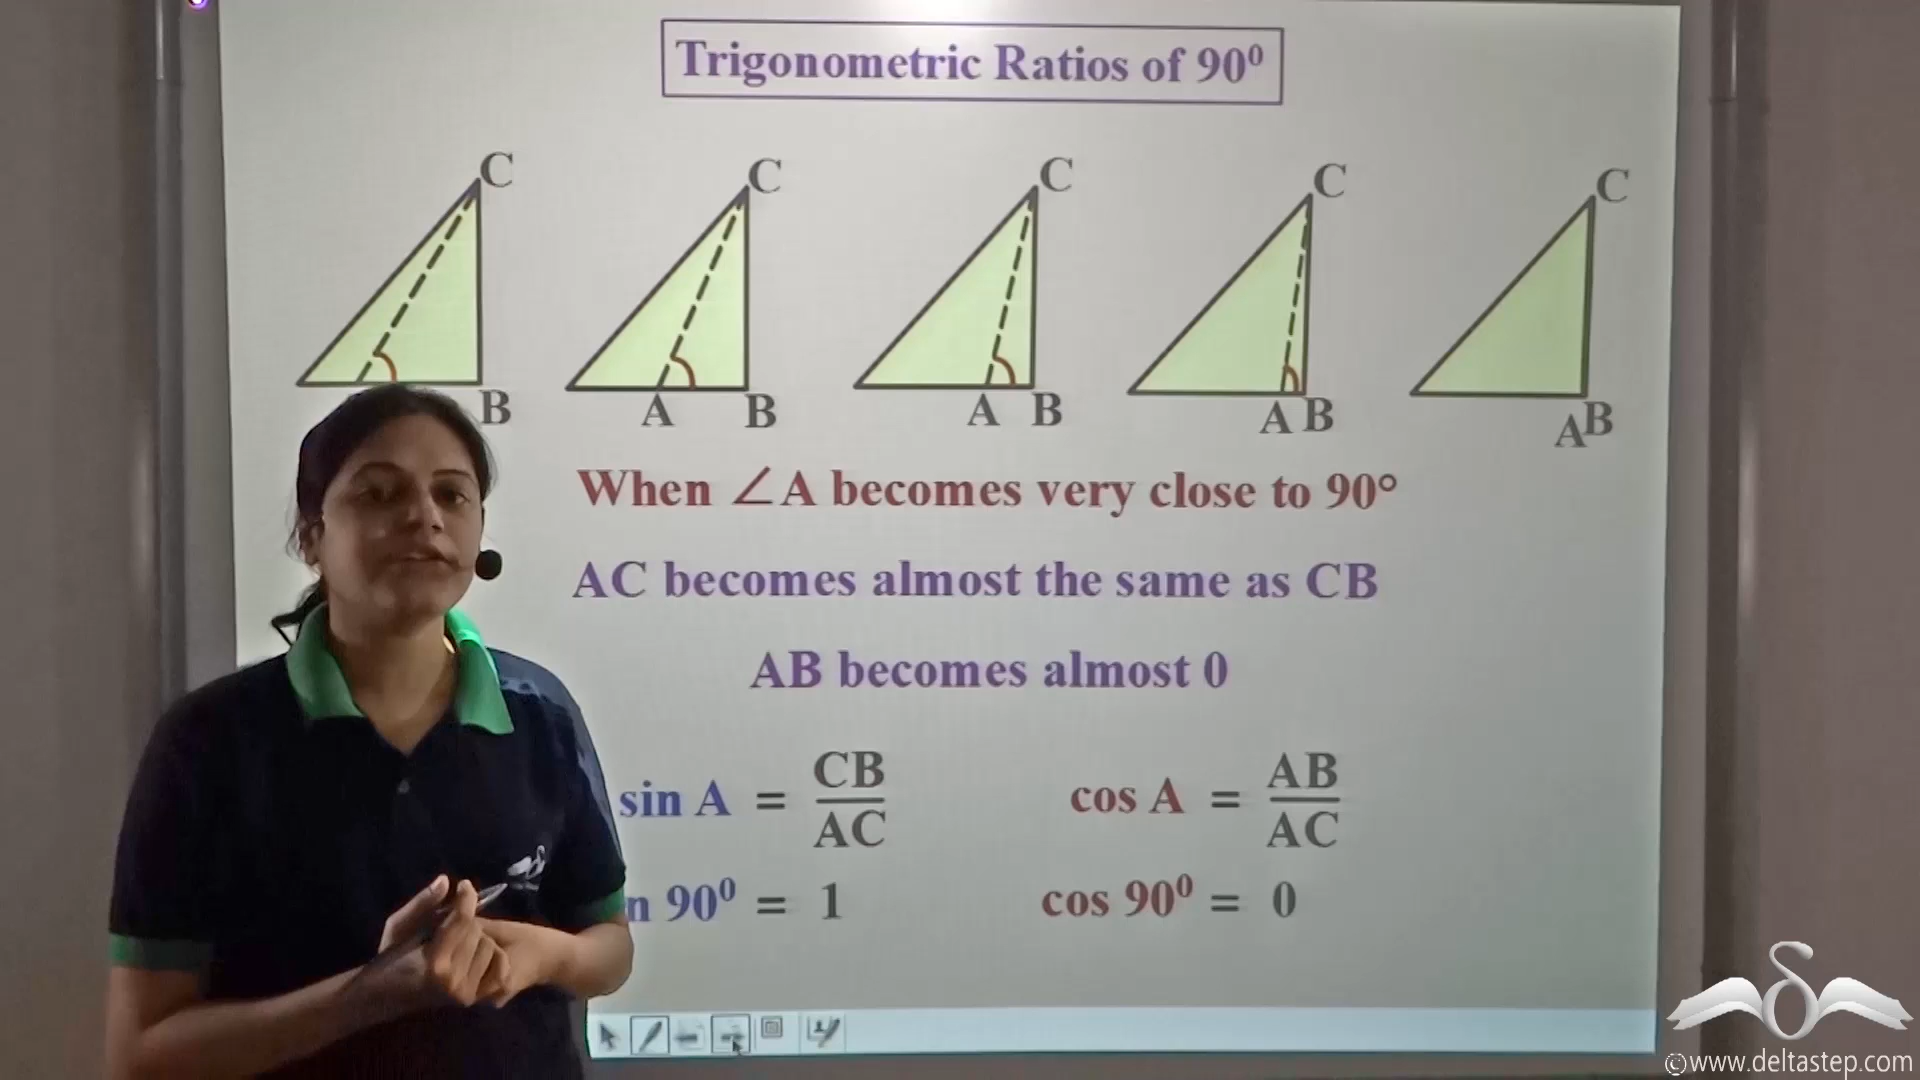 Trigonometric Ratios of 90⁰
C C C C C
B A B A B A B A B
When ∠A becomes very close to 90°
AC becomes almost the same as CB
AB becomes almost 0
sin A = CB/AC
cos A = AB/AC
n 90⁰ = 1
cos 90⁰ = 0
©www.deltastep.com